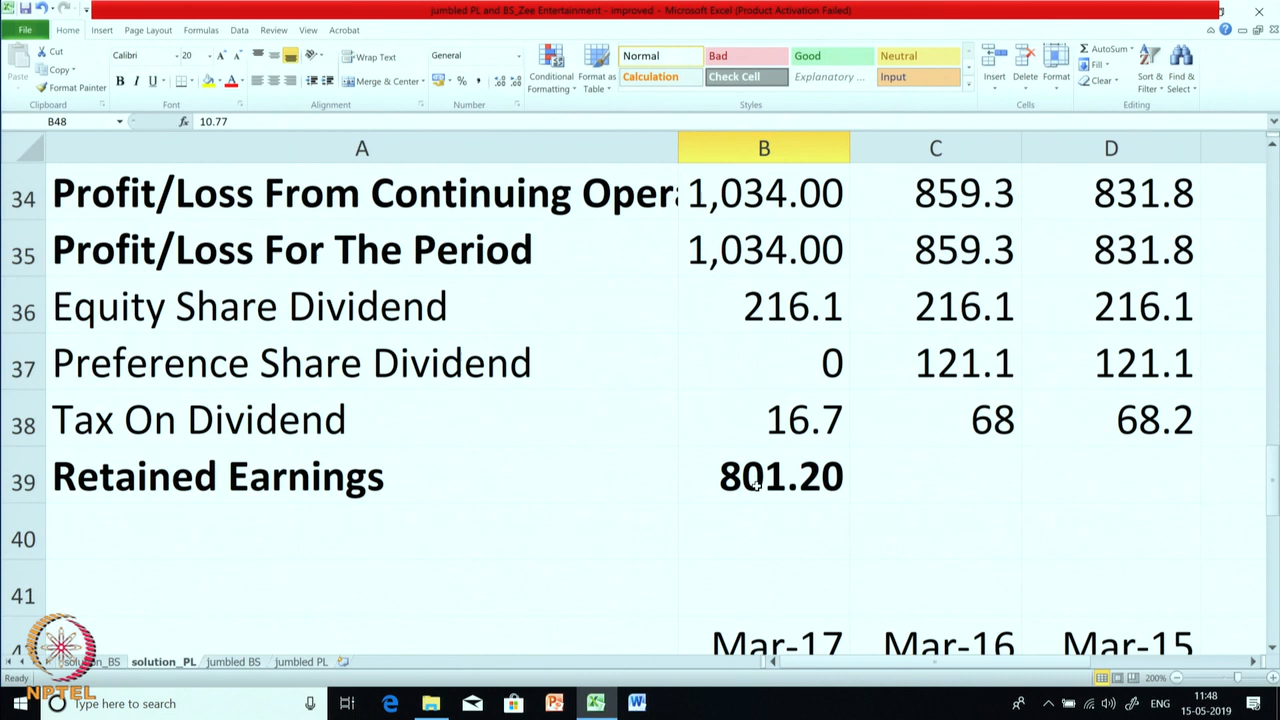 jumbled PL and BS_Zee Entertainment - improved - Microsoft Excel (Product Activation Failed)
File Home Insert Page Layout Formulas Data Review View Acrobat
Cut Calibri 20 Wrap Text General Normal Bad Good Neutral AutoSum
Copy Fill
Paste Format Painter Merge & Center Conditional Formatting Format as Table Calculation Check Cell Explanatory ... Input Insert Delete Format Clear Sort & Filter Find & Select
Clipboard Font Alignment Number Styles Cells Editing
B48 fx 10.77
A B C D
34 Profit/Loss From Continuing Opera 1,034.00 859.3 831.8
35 Profit/Loss For The Period 1,034.00 859.3 831.8
36 Equity Share Dividend 216.1 216.1 216.1
37 Preference Share Dividend 0 121.1 121.1
38 Tax On Dividend 16.7 68 68.2
39 Retained Earnings 801.20
40
41
Mar-17 Mar-16 Mar-15
solution_BS solution_PL jumbled BS jumbled PL
Ready 200%
NPTEL
Type here to search
ENG
11:48
15-05-2019